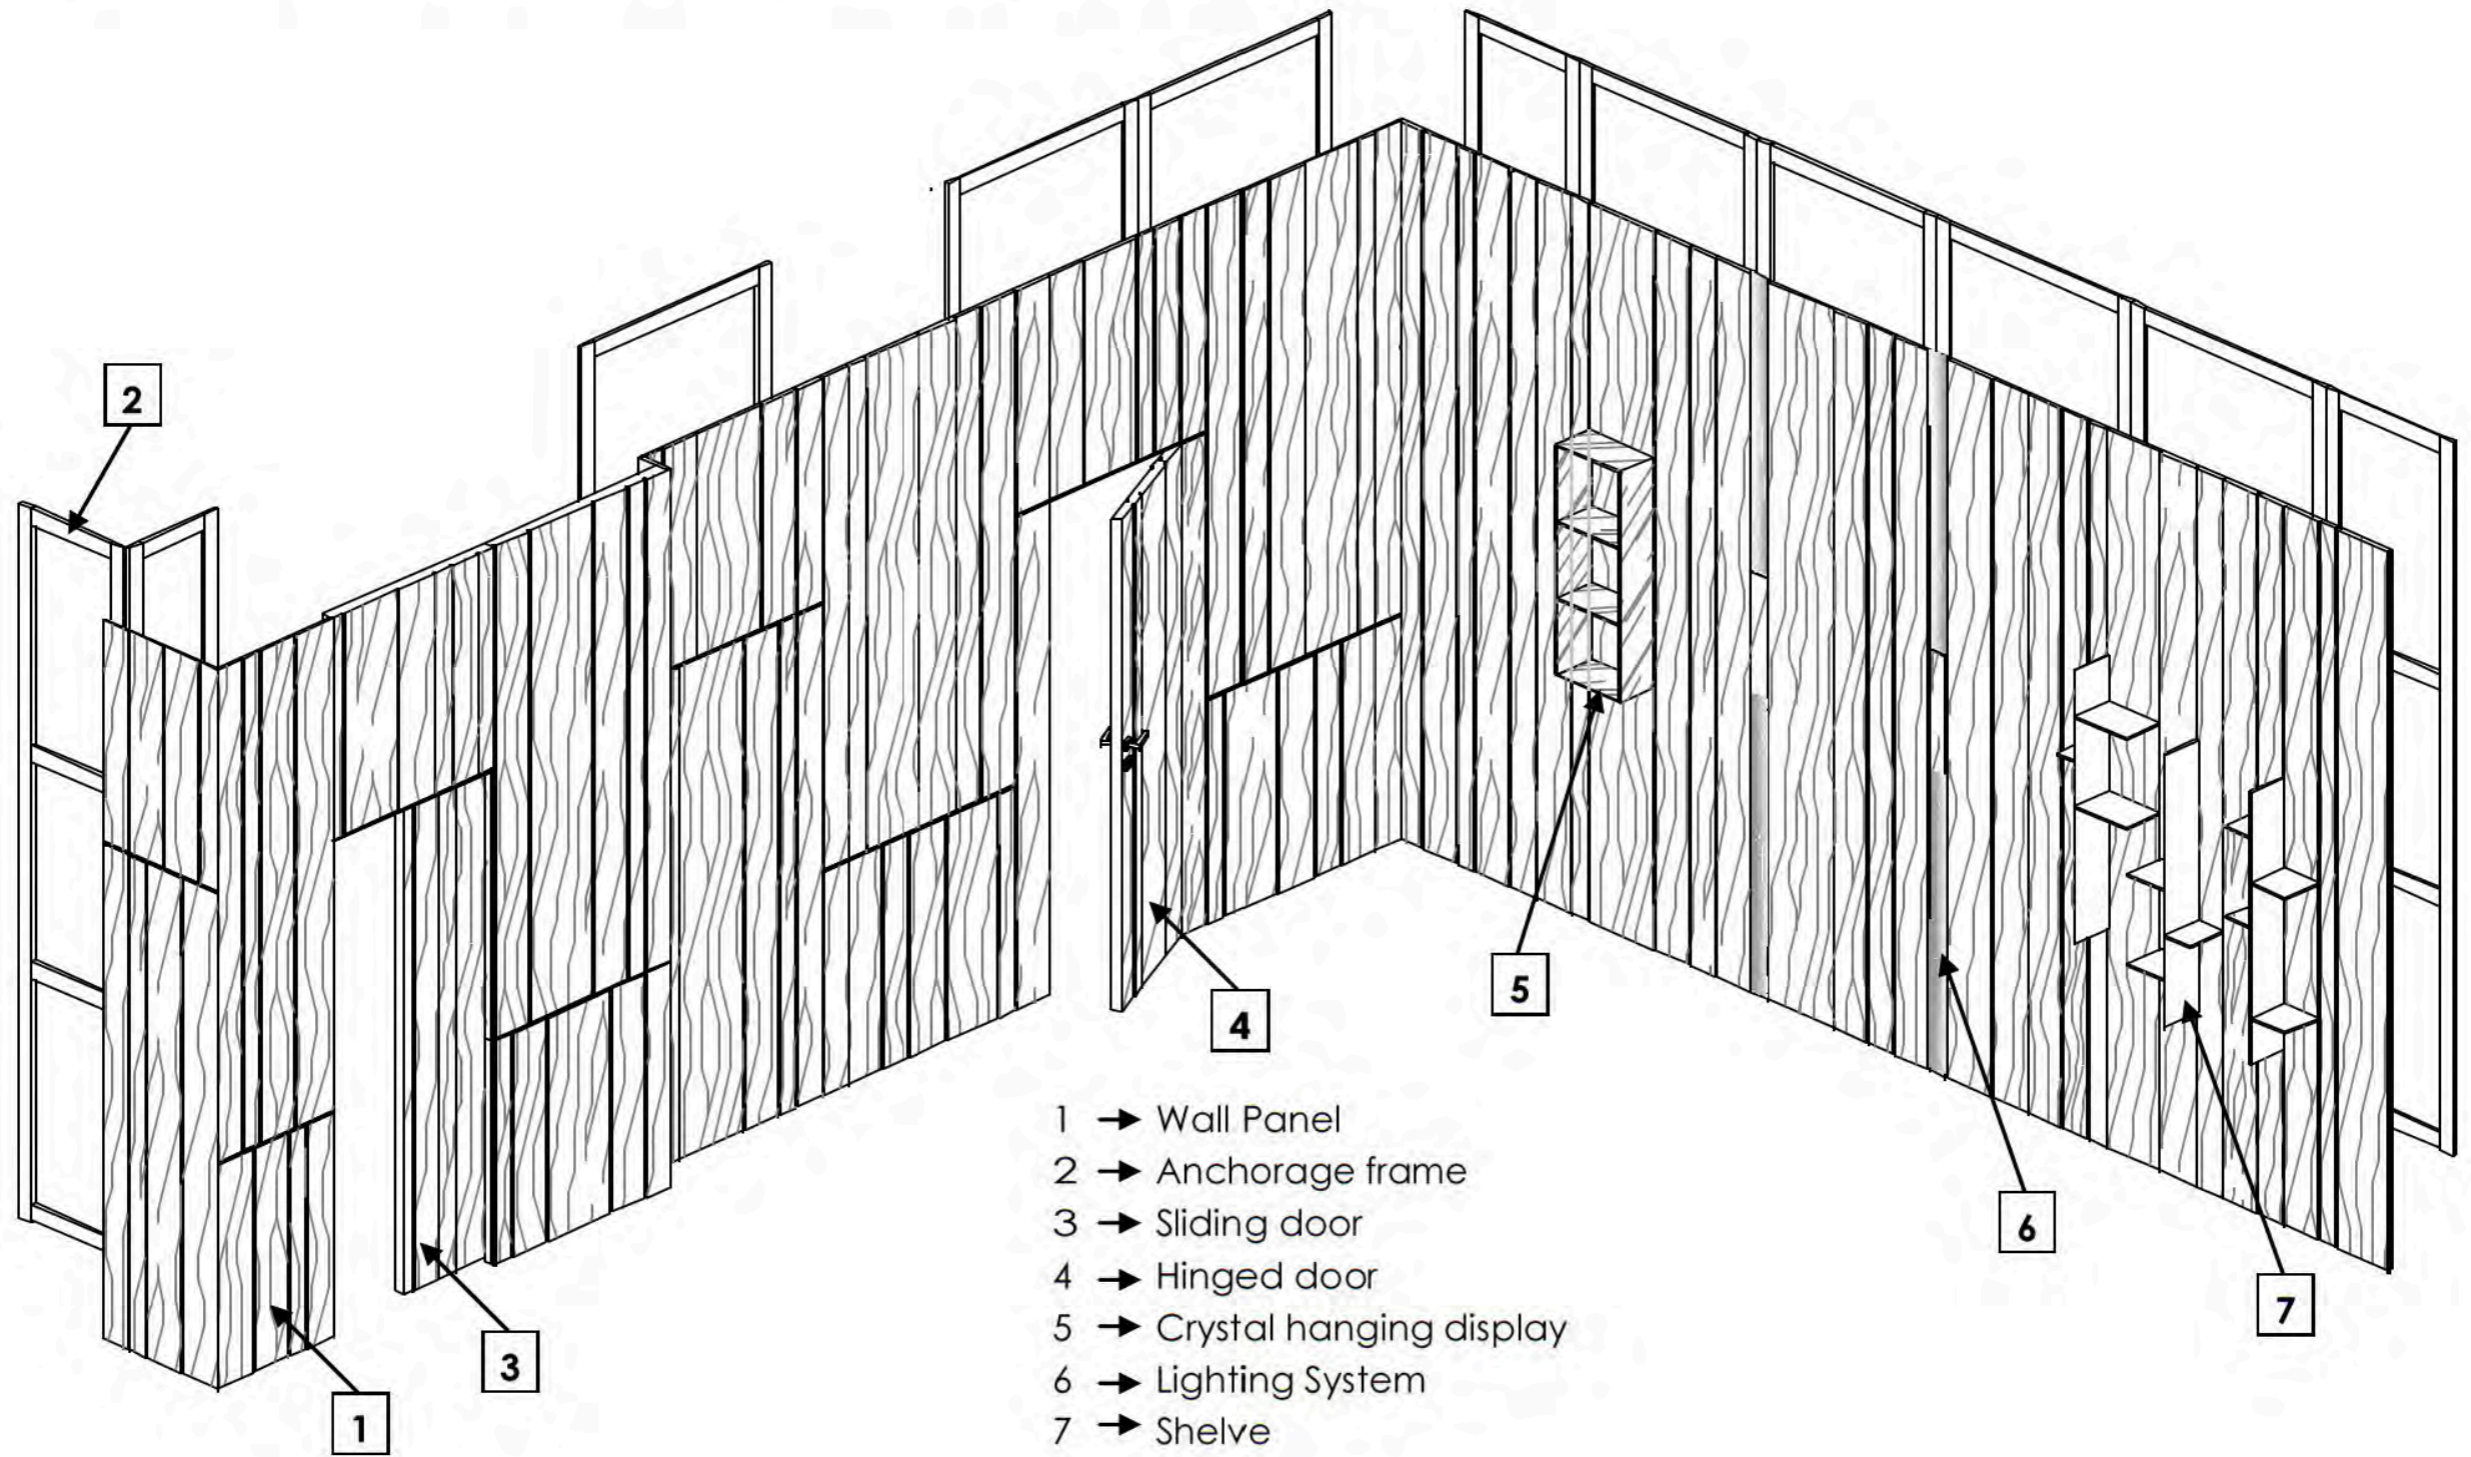 2
5
4
6
7
3
1
1 → Wall Panel
2 → Anchorage frame
3 → Sliding door
4 → Hinged door
5 → Crystal hanging display
6 → Lighting System
7 → Shelve